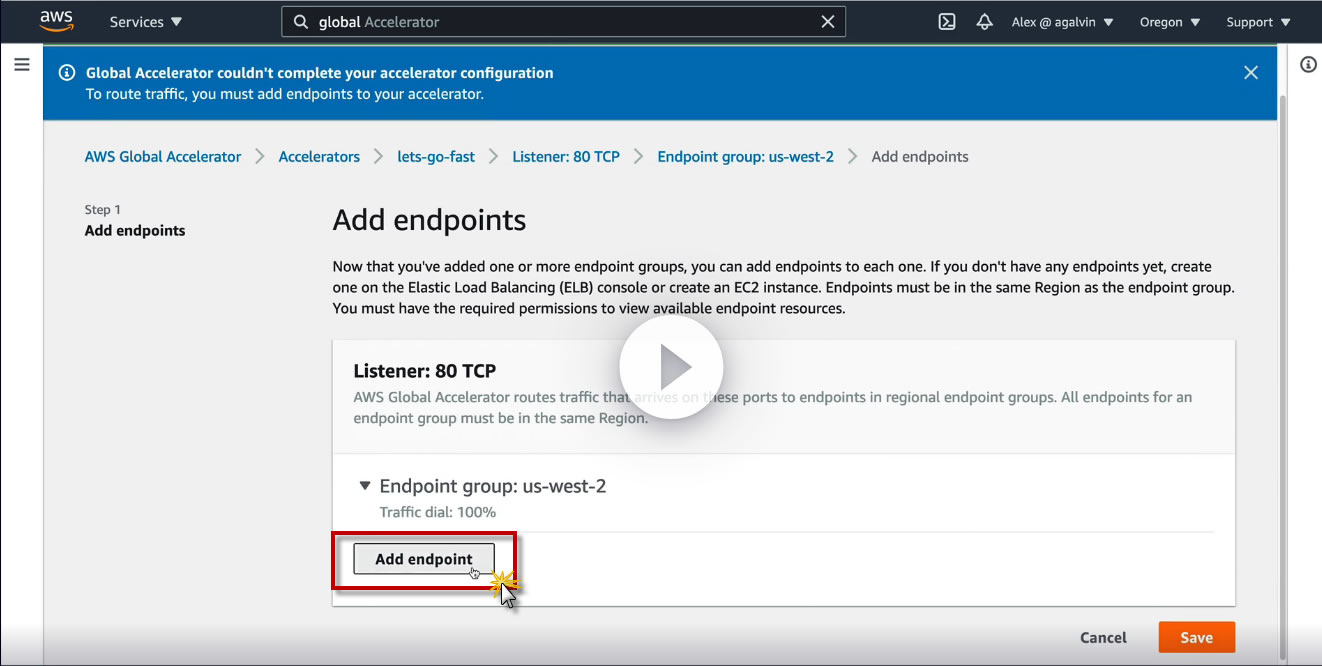 aws Services global Accelerator Alex @ agalvin Oregon Support
Global Accelerator couldn't complete your accelerator configuration
To route traffic, you must add endpoints to your accelerator.
AWS Global Accelerator Accelerators lets-go-fast Listener: 80 TCP Endpoint group: us-west-2 Add endpoints
Step 1
Add endpoints
Add endpoints
Now that you've added one or more endpoint groups, you can add endpoints to each one. If you don't have any endpoints yet, create
one on the Elastic Load Balancing (ELB) console or create an EC2 instance. Endpoints must be in the same Region as the endpoint group.
You must have the required permissions to view available endpoint resources.
Listener: 80 TCP
AWS Global Accelerator routes traffic that arrives on these ports to endpoints in regional endpoint groups. All endpoints for an
endpoint group must be in the same Region.
Endpoint group: us-west-2
Traffic dial: 100%
Add endpoint
Cancel Save